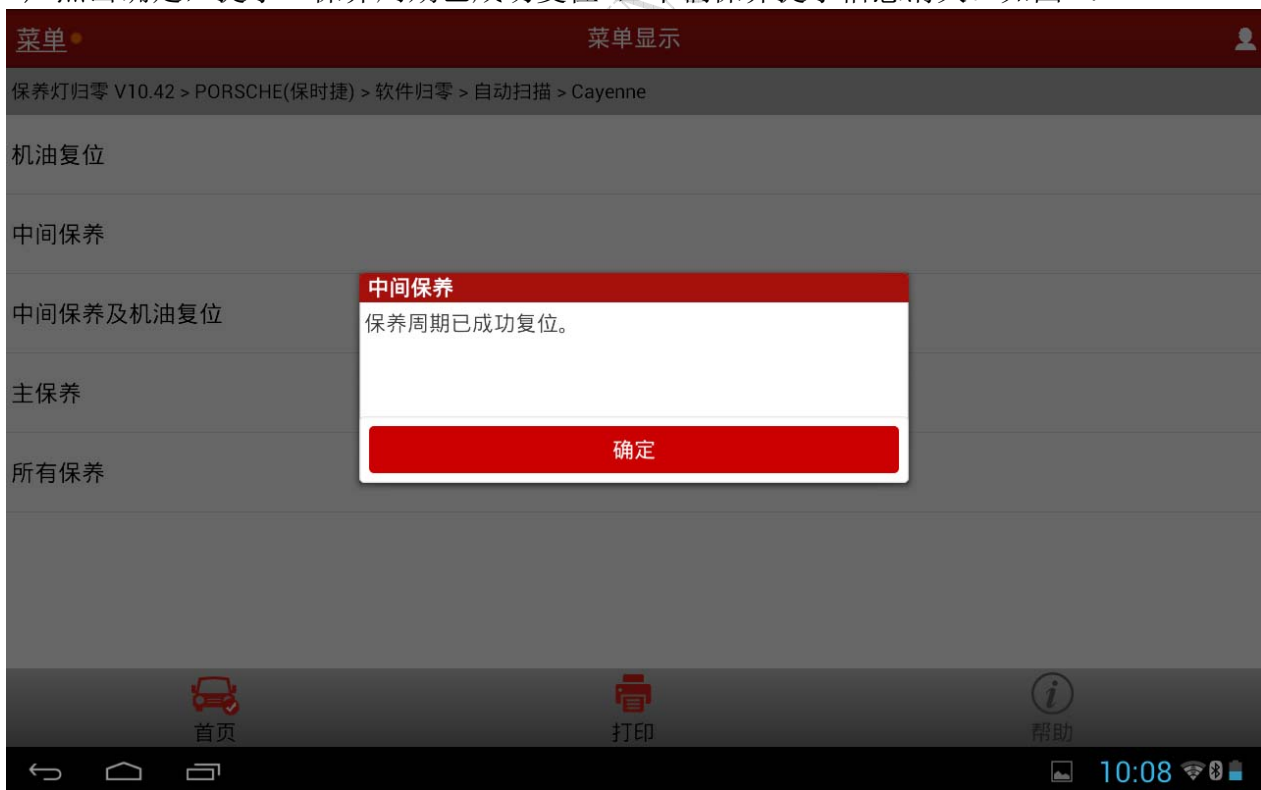 菜单
菜单显示
保养灯归零 V10.42 > PORSCHE(保时捷) > 软件归零 > 自动扫描 > Cayenne
机油复位
中间保养
中间保养及机油复位
主保养
所有保养
中间保养
保养周期已成功复位。
确定
首页
打印
帮助
10:08